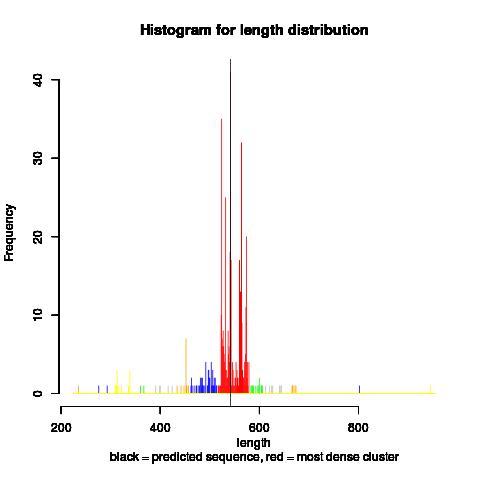 Histogram for length distribution
40
30
20
10
0
Frequency
200 400 600 800
length
black = predicted sequence, red = most dense cluster